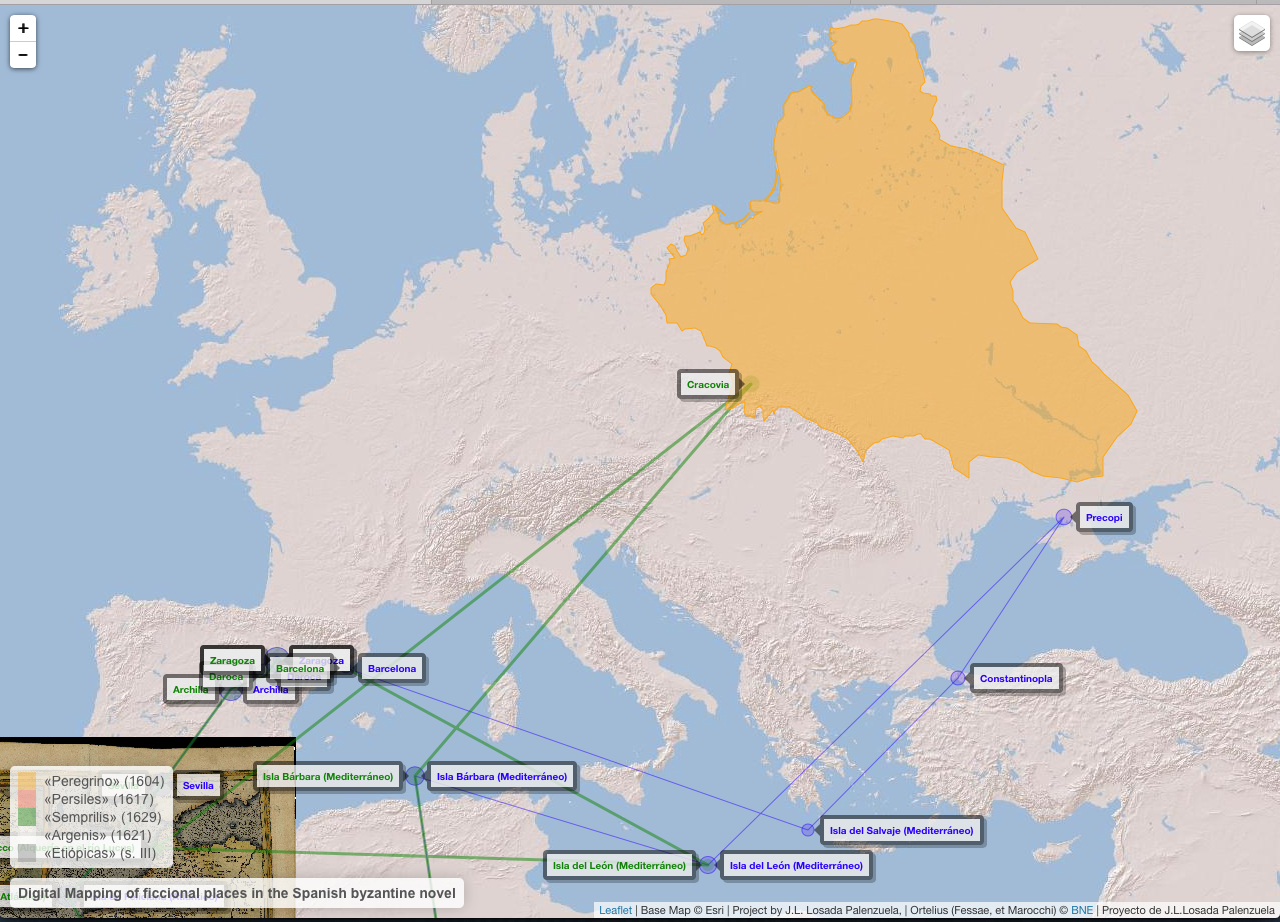 +
−
Cracovia
Precopi
Zaragoza
Zaragoza
Barcelona
Barcelona
Daroca
Daroca
Archilla
Archilla
Constantinopla
Isla Bárbara (Mediterráneo)
Isla Bárbara (Mediterráneo)
Sevilla
Isla del Salvaje (Mediterráneo)
Isla del León (Mediterráneo)
Isla del León (Mediterráneo)
«Peregrino» (1604)
«Persiles» (1617)
«Semprilis» (1629)
«Argenis» (1621)
«Etiópicas» (s. III)
Digital Mapping of ficcional places in the Spanish byzantine novel
Leaflet | Base Map © Esri | Project by J.L. Losada Palenzuela, | Ortelius (Fessae, et Marocchi) © BNE | Proyecto de J.L.Losada Palenzuela